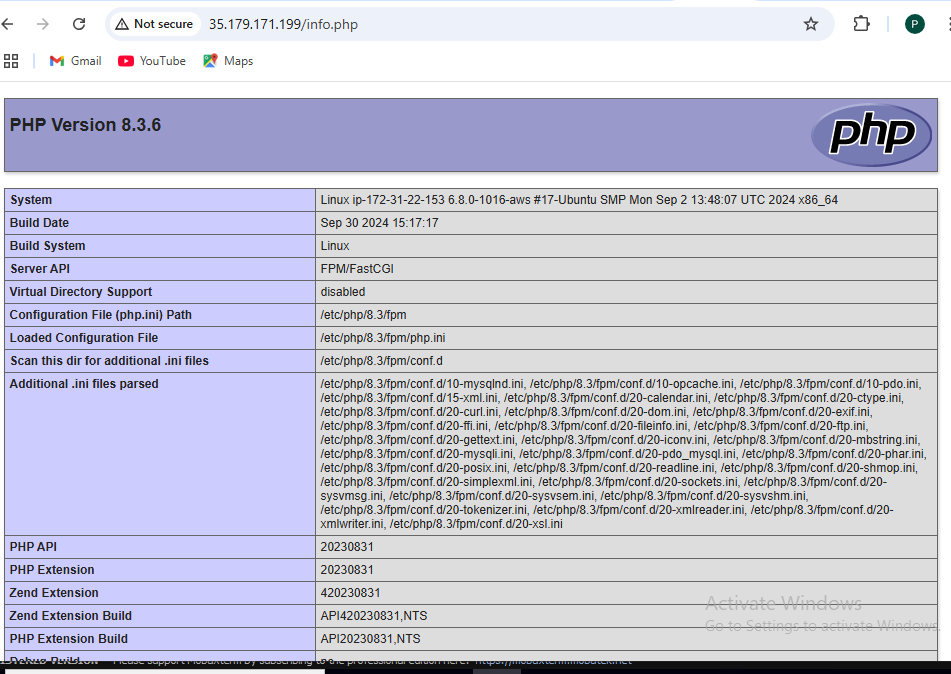 Not secure 35.179.171.199/info.php P
Gmail YouTube Maps
PHP Version 8.3.6
php
System Linux ip-172-31-22-153 6.8.0-1016-aws #17-Ubuntu SMP Mon Sep 2 13:48:07 UTC 2024 x86_64
Build Date Sep 30 2024 15:17:17
Build System Linux
Server API FPM/FastCGI
Virtual Directory Support disabled
Configuration File (php.ini) Path /etc/php/8.3/fpm
Loaded Configuration File /etc/php/8.3/fpm/php.ini
Scan this dir for additional .ini files /etc/php/8.3/fpm/conf.d
Additional .ini files parsed /etc/php/8.3/fpm/conf.d/10-mysqlnd.ini, /etc/php/8.3/fpm/conf.d/10-opcache.ini, /etc/php/8.3/fpm/conf.d/10-pdo.ini,
/etc/php/8.3/fpm/conf.d/15-xml.ini, /etc/php/8.3/fpm/conf.d/20-calendar.ini, /etc/php/8.3/fpm/conf.d/20-ctype.ini,
/etc/php/8.3/fpm/conf.d/20-curl.ini, /etc/php/8.3/fpm/conf.d/20-dom.ini, /etc/php/8.3/fpm/conf.d/20-exif.ini,
/etc/php/8.3/fpm/conf.d/20-ffi.ini, /etc/php/8.3/fpm/conf.d/20-fileinfo.ini, /etc/php/8.3/fpm/conf.d/20-ftp.ini,
/etc/php/8.3/fpm/conf.d/20-gettext.ini, /etc/php/8.3/fpm/conf.d/20-iconv.ini, /etc/php/8.3/fpm/conf.d/20-mbstring.ini,
/etc/php/8.3/fpm/conf.d/20-mysqli.ini, /etc/php/8.3/fpm/conf.d/20-pdo_mysql.ini, /etc/php/8.3/fpm/conf.d/20-phar.ini,
/etc/php/8.3/fpm/conf.d/20-posix.ini, /etc/php/8.3/fpm/conf.d/20-readline.ini, /etc/php/8.3/fpm/conf.d/20-shmop.ini,
/etc/php/8.3/fpm/conf.d/20-simplexml.ini, /etc/php/8.3/fpm/conf.d/20-sockets.ini, /etc/php/8.3/fpm/conf.d/20-
sysvmsg.ini, /etc/php/8.3/fpm/conf.d/20-sysvsem.ini, /etc/php/8.3/fpm/conf.d/20-sysvshm.ini,
/etc/php/8.3/fpm/conf.d/20-tokenizer.ini, /etc/php/8.3/fpm/conf.d/20-xmlreader.ini, /etc/php/8.3/fpm/conf.d/20-
xmlwriter.ini, /etc/php/8.3/fpm/conf.d/20-xsl.ini
PHP API 20230831
PHP Extension 20230831
Zend Extension 420230831
Zend Extension Build API420230831,NTS
PHP Extension Build API20230831,NTS
Activate Windows
Go to Settings to activate Windows.
Debug Build
Please support MobaXterm by subscribing to the professional edition here: https://mobaxterm.mobatek.net